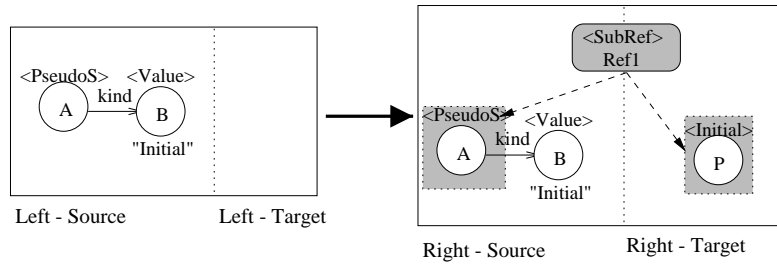 <PseudoS> <Value>
kind
A B
"Initial"
Left - Source Left - Target
<SubRef>
Ref1
<PseudoS> <Value> <Initial>
kind
A B P
"Initial"
Right - Source Right - Target